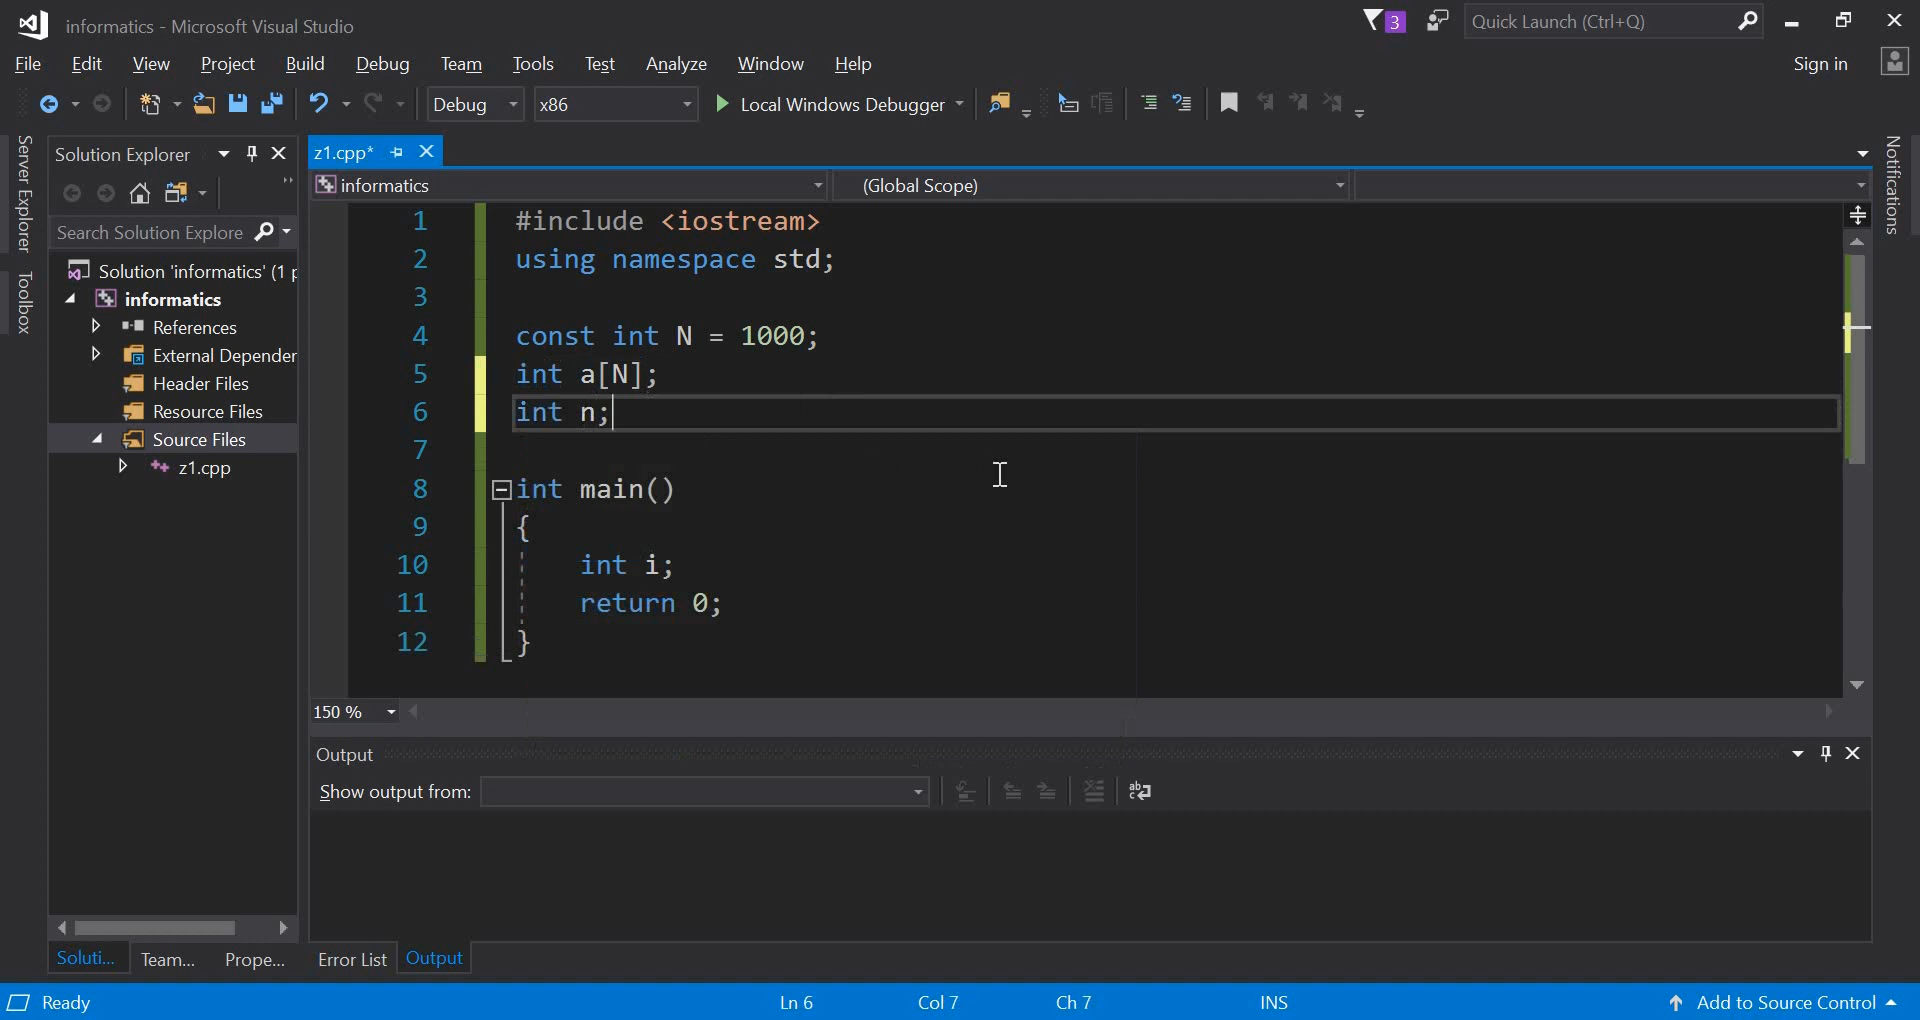 informatics - Microsoft Visual Studio
3
Quick Launch (Ctrl+Q)
File Edit View Project Build Debug Team Tools Test Analyze Window Help
Sign in
Debug x86 Local Windows Debugger
Server Explorer
Toolbox
Solution Explorer
Search Solution Explore
Solution 'informatics' (1 p
informatics
References
External Dependen
Header Files
Resource Files
Source Files
z1.cpp
z1.cpp*
informatics (Global Scope)
1 #include <iostream>
2 using namespace std;
3
4 const int N = 1000;
5 int a[N];
6 int n;
7
8 int main()
9 {
10 int i;
11 return 0;
12 }
150 %
Notifications
Output
Show output from:
Soluti... Team... Prope...
Error List Output
Ready Ln 6 Col 7 Ch 7 INS Add to Source Control